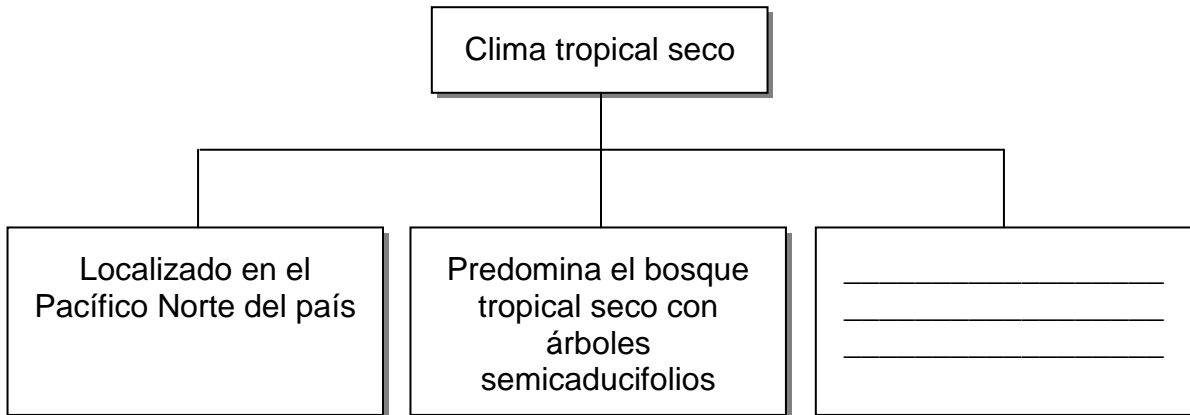 Clima tropical seco
Localizado en el
Pacífico Norte del país
Predomina el bosque
tropical seco con
árboles
semicaducifolios